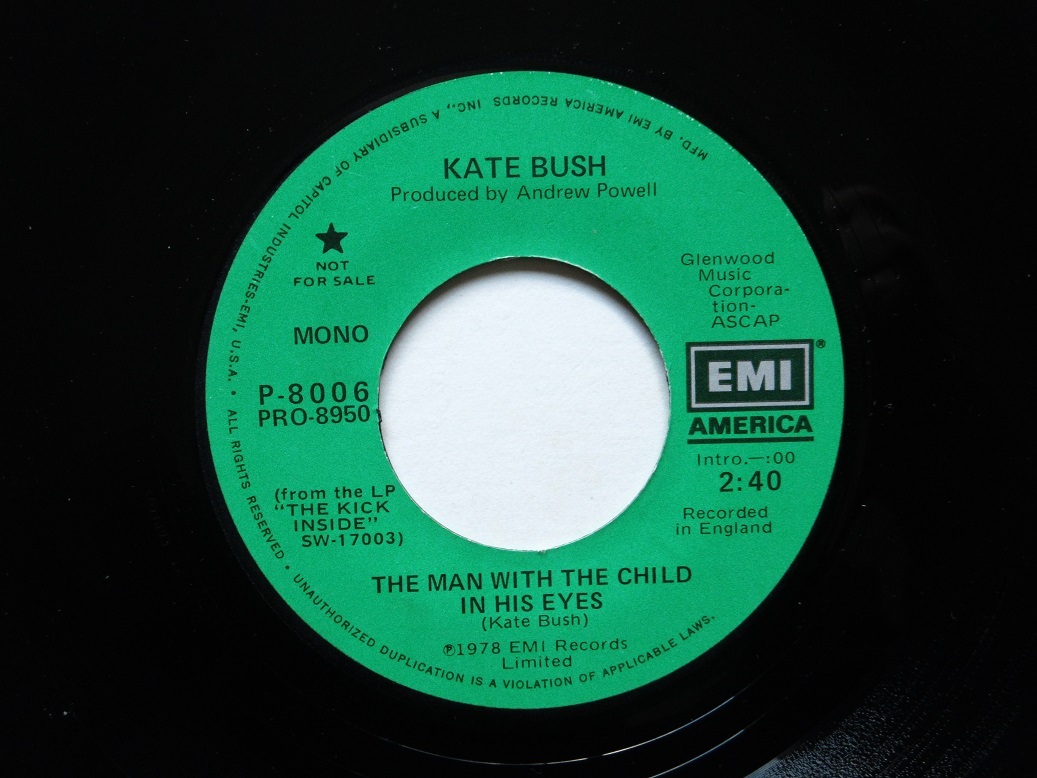 KATE BUSH
Produced by Andrew Powell
NOT
FOR SALE
MONO
P-8006
PRO-8950
(from the LP
"THE KICK
INSIDE"
SW-17003)
Glenwood
Music
Corpora-
tion-
ASCAP
EMI®
AMERICA
Intro.—:00
2:40
Recorded
in England
THE MAN WITH THE CHILD
IN HIS EYES
(Kate Bush)
℗1978 EMI Records
Limited
MFD. BY EMI AMERICA RECORDS INC., A SUBSIDIARY OF CAPITOL INDUSTRIES-EMI, U.S.A. • ALL RIGHTS RESERVED • UNAUTHORIZED DUPLICATION IS A VIOLATION OF APPLICABLE LAWS.